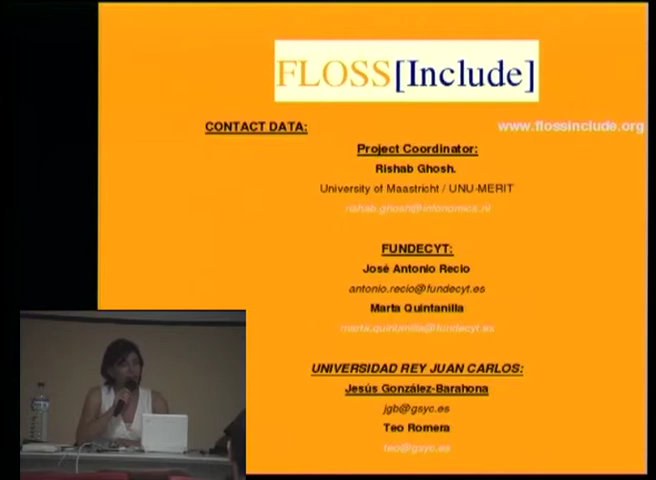 FLOSS[Include]
CONTACT DATA:
www.flossinclude.org
Project Coordinator:
Rishab Ghosh.
University of Maastricht / UNU-MERIT
rishab.ghosh@infonomics.nl
FUNDECYT:
José Antonio Recio
antonio.recio@fundecyt.es
Marta Quintanilla
marta.quintanilla@fundecyt.es
UNIVERSIDAD REY JUAN CARLOS:
Jesús González-Barahona
jgb@gsyc.es
Teo Romera
teo@gsyc.es